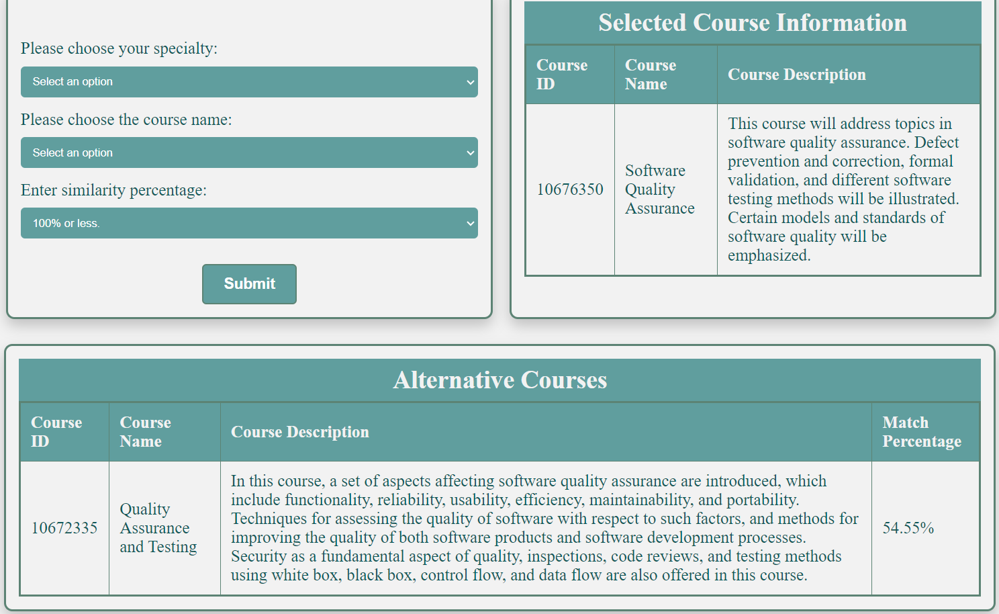 Please choose your specialty:
Select an option
Please choose the course name:
Select an option
Enter similarity percentage:
100% or less.
Submit
Selected Course Information
Course
ID
Course
Name
Course Description
10676350
Software
Quality
Assurance
This course will address topics in
software quality assurance. Defect
prevention and correction, formal
validation, and different software
testing methods will be illustrated.
Certain models and standards of
software quality will be
emphasized.
Alternative Courses
Course
ID
Course
Name
Course Description
Match
Percentage
10672335
Quality
Assurance
and Testing
In this course, a set of aspects affecting software quality assurance are introduced, which
include functionality, reliability, usability, efficiency, maintainability, and portability.
Techniques for assessing the quality of software with respect to such factors, and methods for
improving the quality of both software products and software development processes.
Security as a fundamental aspect of quality, inspections, code reviews, and testing methods
using white box, black box, control flow, and data flow are also offered in this course.
54.55%